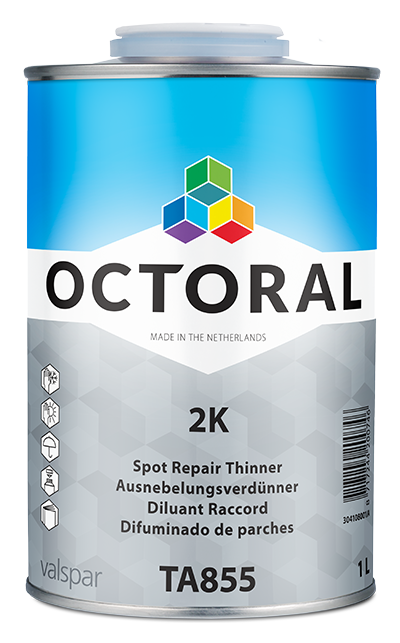 OCTORAL
MADE IN THE NETHERLANDS
2K
Spot Repair Thinner
Ausnebelungsverdünner
Diluant Raccord
Difuminado de parches
valspar
TA855
1 L